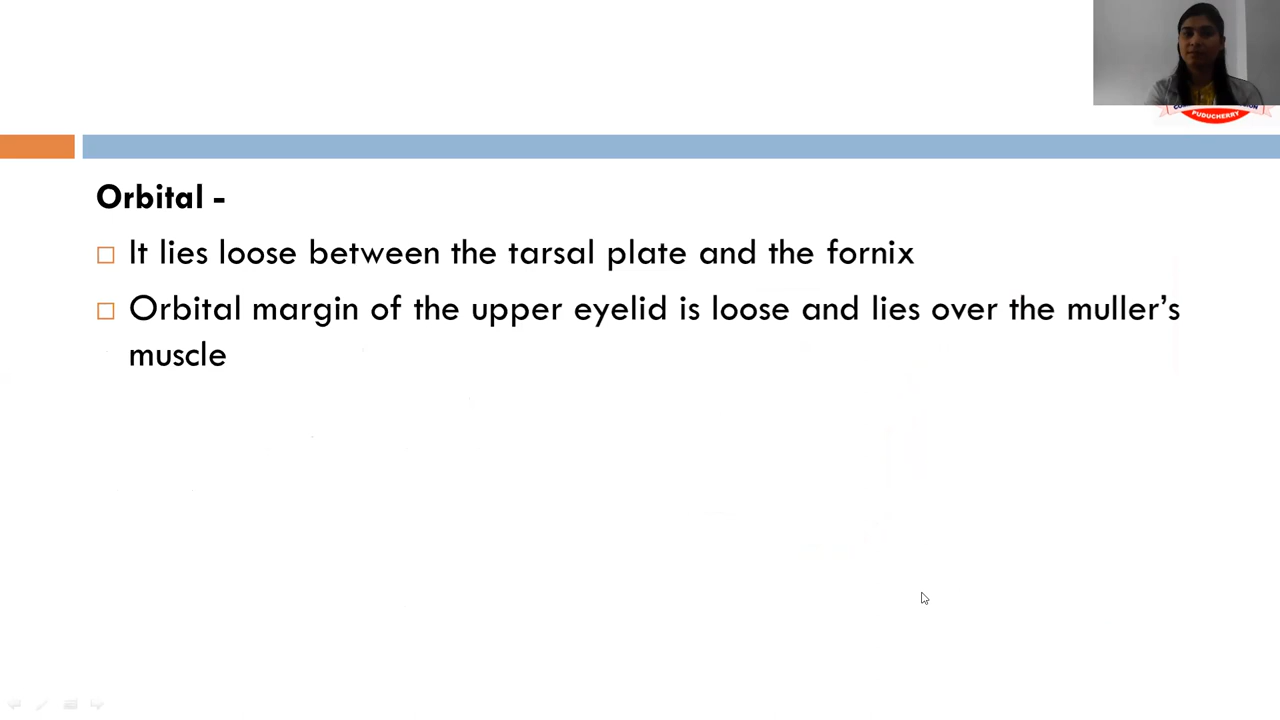 PUDUCHERRY
Orbital -
It lies loose between the tarsal plate and the fornix
Orbital margin of the upper eyelid is loose and lies over the muller’s
muscle